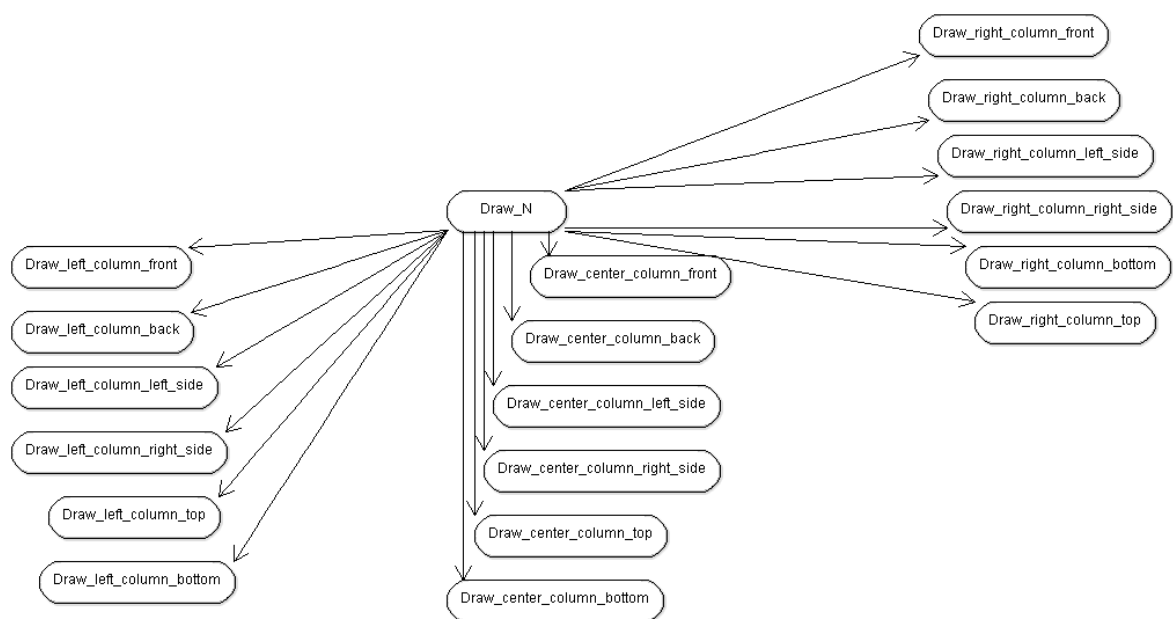 Draw_right_column_front
Draw_right_column_back
Draw_right_column_left_side
Draw_N
Draw_right_column_right_side
Draw_left_column_front
Draw_center_column_front
Draw_right_column_bottom
Draw_right_column_top
Draw_left_column_back
Draw_center_column_back
Draw_left_column_left_side
Draw_center_column_left_side
Draw_left_column_right_side
Draw_center_column_right_side
Draw_left_column_top
Draw_center_column_top
Draw_left_column_bottom
Draw_center_column_bottom